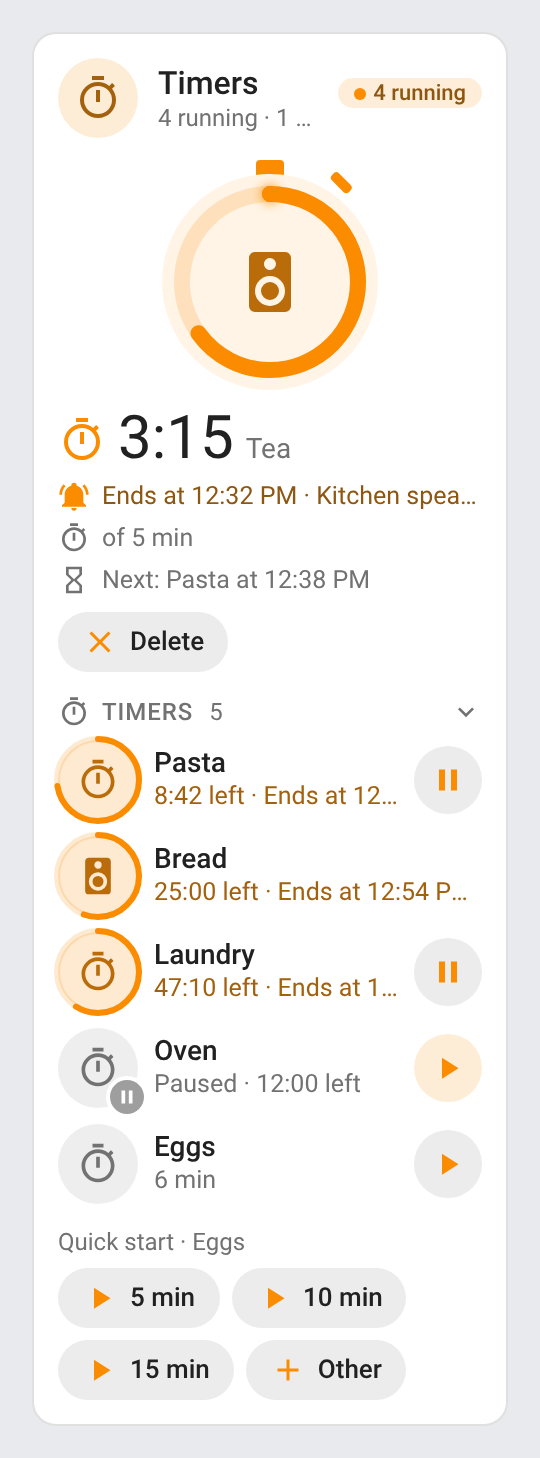 Timers
4 running · 1 ...
4 running
3:15 Tea
Ends at 12:32 PM · Kitchen spea...
of 5 min
Next: Pasta at 12:38 PM
Delete
TIMERS 5
Pasta
8:42 left · Ends at 12...
Bread
25:00 left · Ends at 12:54 P...
Laundry
47:10 left · Ends at 1...
Oven
Paused · 12:00 left
Eggs
6 min
Quick start · Eggs
5 min
10 min
15 min
Other